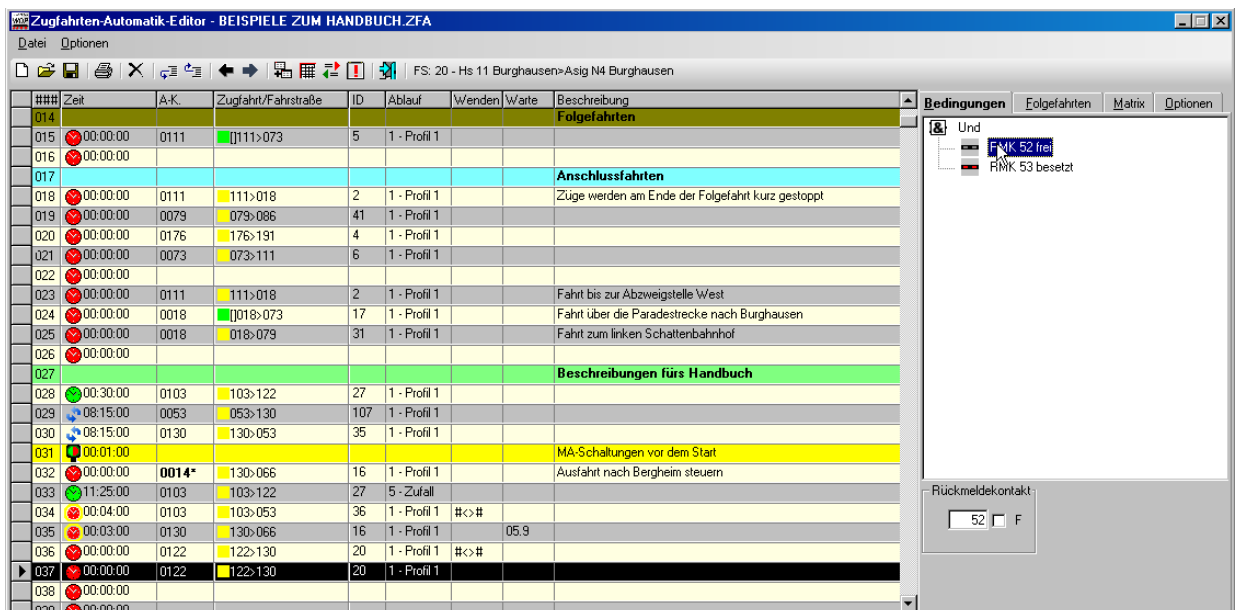 Zugfahrten-Automatik-Editor - BEISPIELE ZUM HANDBUCH.ZFA
Datei Optionen
FS: 20 - Hs 11 Burghausen>Asig N4 Burghausen
### Zeit A-K. Zugfahrt/Fahrstraße ID Ablauf Wenden Warte Beschreibung
014 Folgefahrten
015 00:00:00 0111 []111>073 5 1 - Profil 1
016 00:00:00
017 Anschlussfahrten
018 00:00:00 0111 111>018 2 1 - Profil 1 Züge werden am Ende der Folgefahrt kurz gestoppt
019 00:00:00 0079 079>086 41 1 - Profil 1
020 00:00:00 0176 176>191 4 1 - Profil 1
021 00:00:00 0073 073>111 6 1 - Profil 1
022 00:00:00
023 00:00:00 0111 111>018 2 1 - Profil 1 Fahrt bis zur Abzweigstelle West
024 00:00:00 0018 []018>073 17 1 - Profil 1 Fahrt über die Paradestrecke nach Burghausen
025 00:00:00 0018 018>079 31 1 - Profil 1 Fahrt zum linken Schattenbahnhof
026 00:00:00
027 Beschreibungen fürs Handbuch
028 00:30:00 0103 103>122 27 1 - Profil 1
029 08:15:00 0053 053>130 107 1 - Profil 1
030 08:15:00 0130 130>053 35 1 - Profil 1
031 00:01:00 MA-Schaltungen vor dem Start
032 00:00:00 0014* 130>066 16 1 - Profil 1 Ausfahrt nach Bergheim steuern
033 11:25:00 0103 103>122 27 5 - Zufall
034 00:04:00 0103 103>053 36 1 - Profil 1 #<>#
035 00:03:00 0130 130>066 16 1 - Profil 1 05.9
036 00:00:00 0122 122>130 20 1 - Profil 1 #<>#
037 00:00:00 0122 122>130 20 1 - Profil 1
038 00:00:00
039 00:00:00
Bedingungen Folgefahrten Matrix Optionen
& Und
RMK 52 frei
RMK 53 besetzt
Rückmeldekontakt
52 F